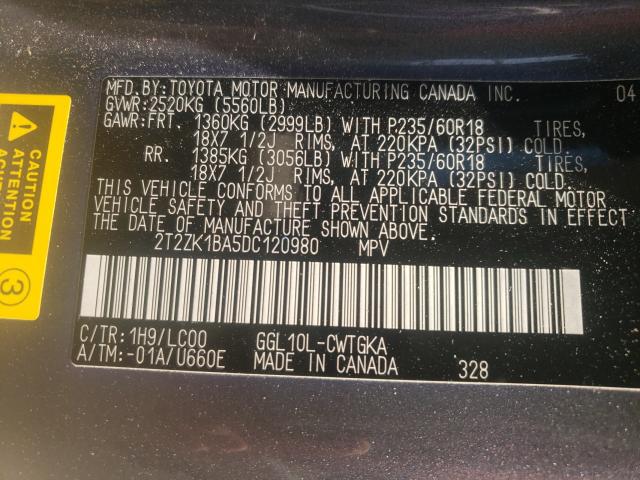 MFD. BY: TOYOTA MOTOR MANUFACTURING CANADA INC. 04
GVWR: 2520KG (5560LB)
GAWR: FRT. 1360KG (2999LB) WITH P235/60R18 TIRES,
18X7 1/2J RIMS, AT 220KPA (32PSI) COLD.
RR. 1385KG (3056LB) WITH P235/60R18 TIRES,
18X7 1/2J RIMS, AT 220KPA (32PSI) COLD.
THIS VEHICLE CONFORMS TO ALL APPLICABLE FEDERAL MOTOR
VEHICLE SAFETY AND THEFT PREVENTION STANDARDS IN EFFECT
THE DATE OF MANUFACTURE SHOWN ABOVE.
2T2ZK1BA5DC120980 MPV
C/TR: 1H9/LC00 GGL10L-CWTGKA
A/TM: -01A/U660E MADE IN CANADA 328
3